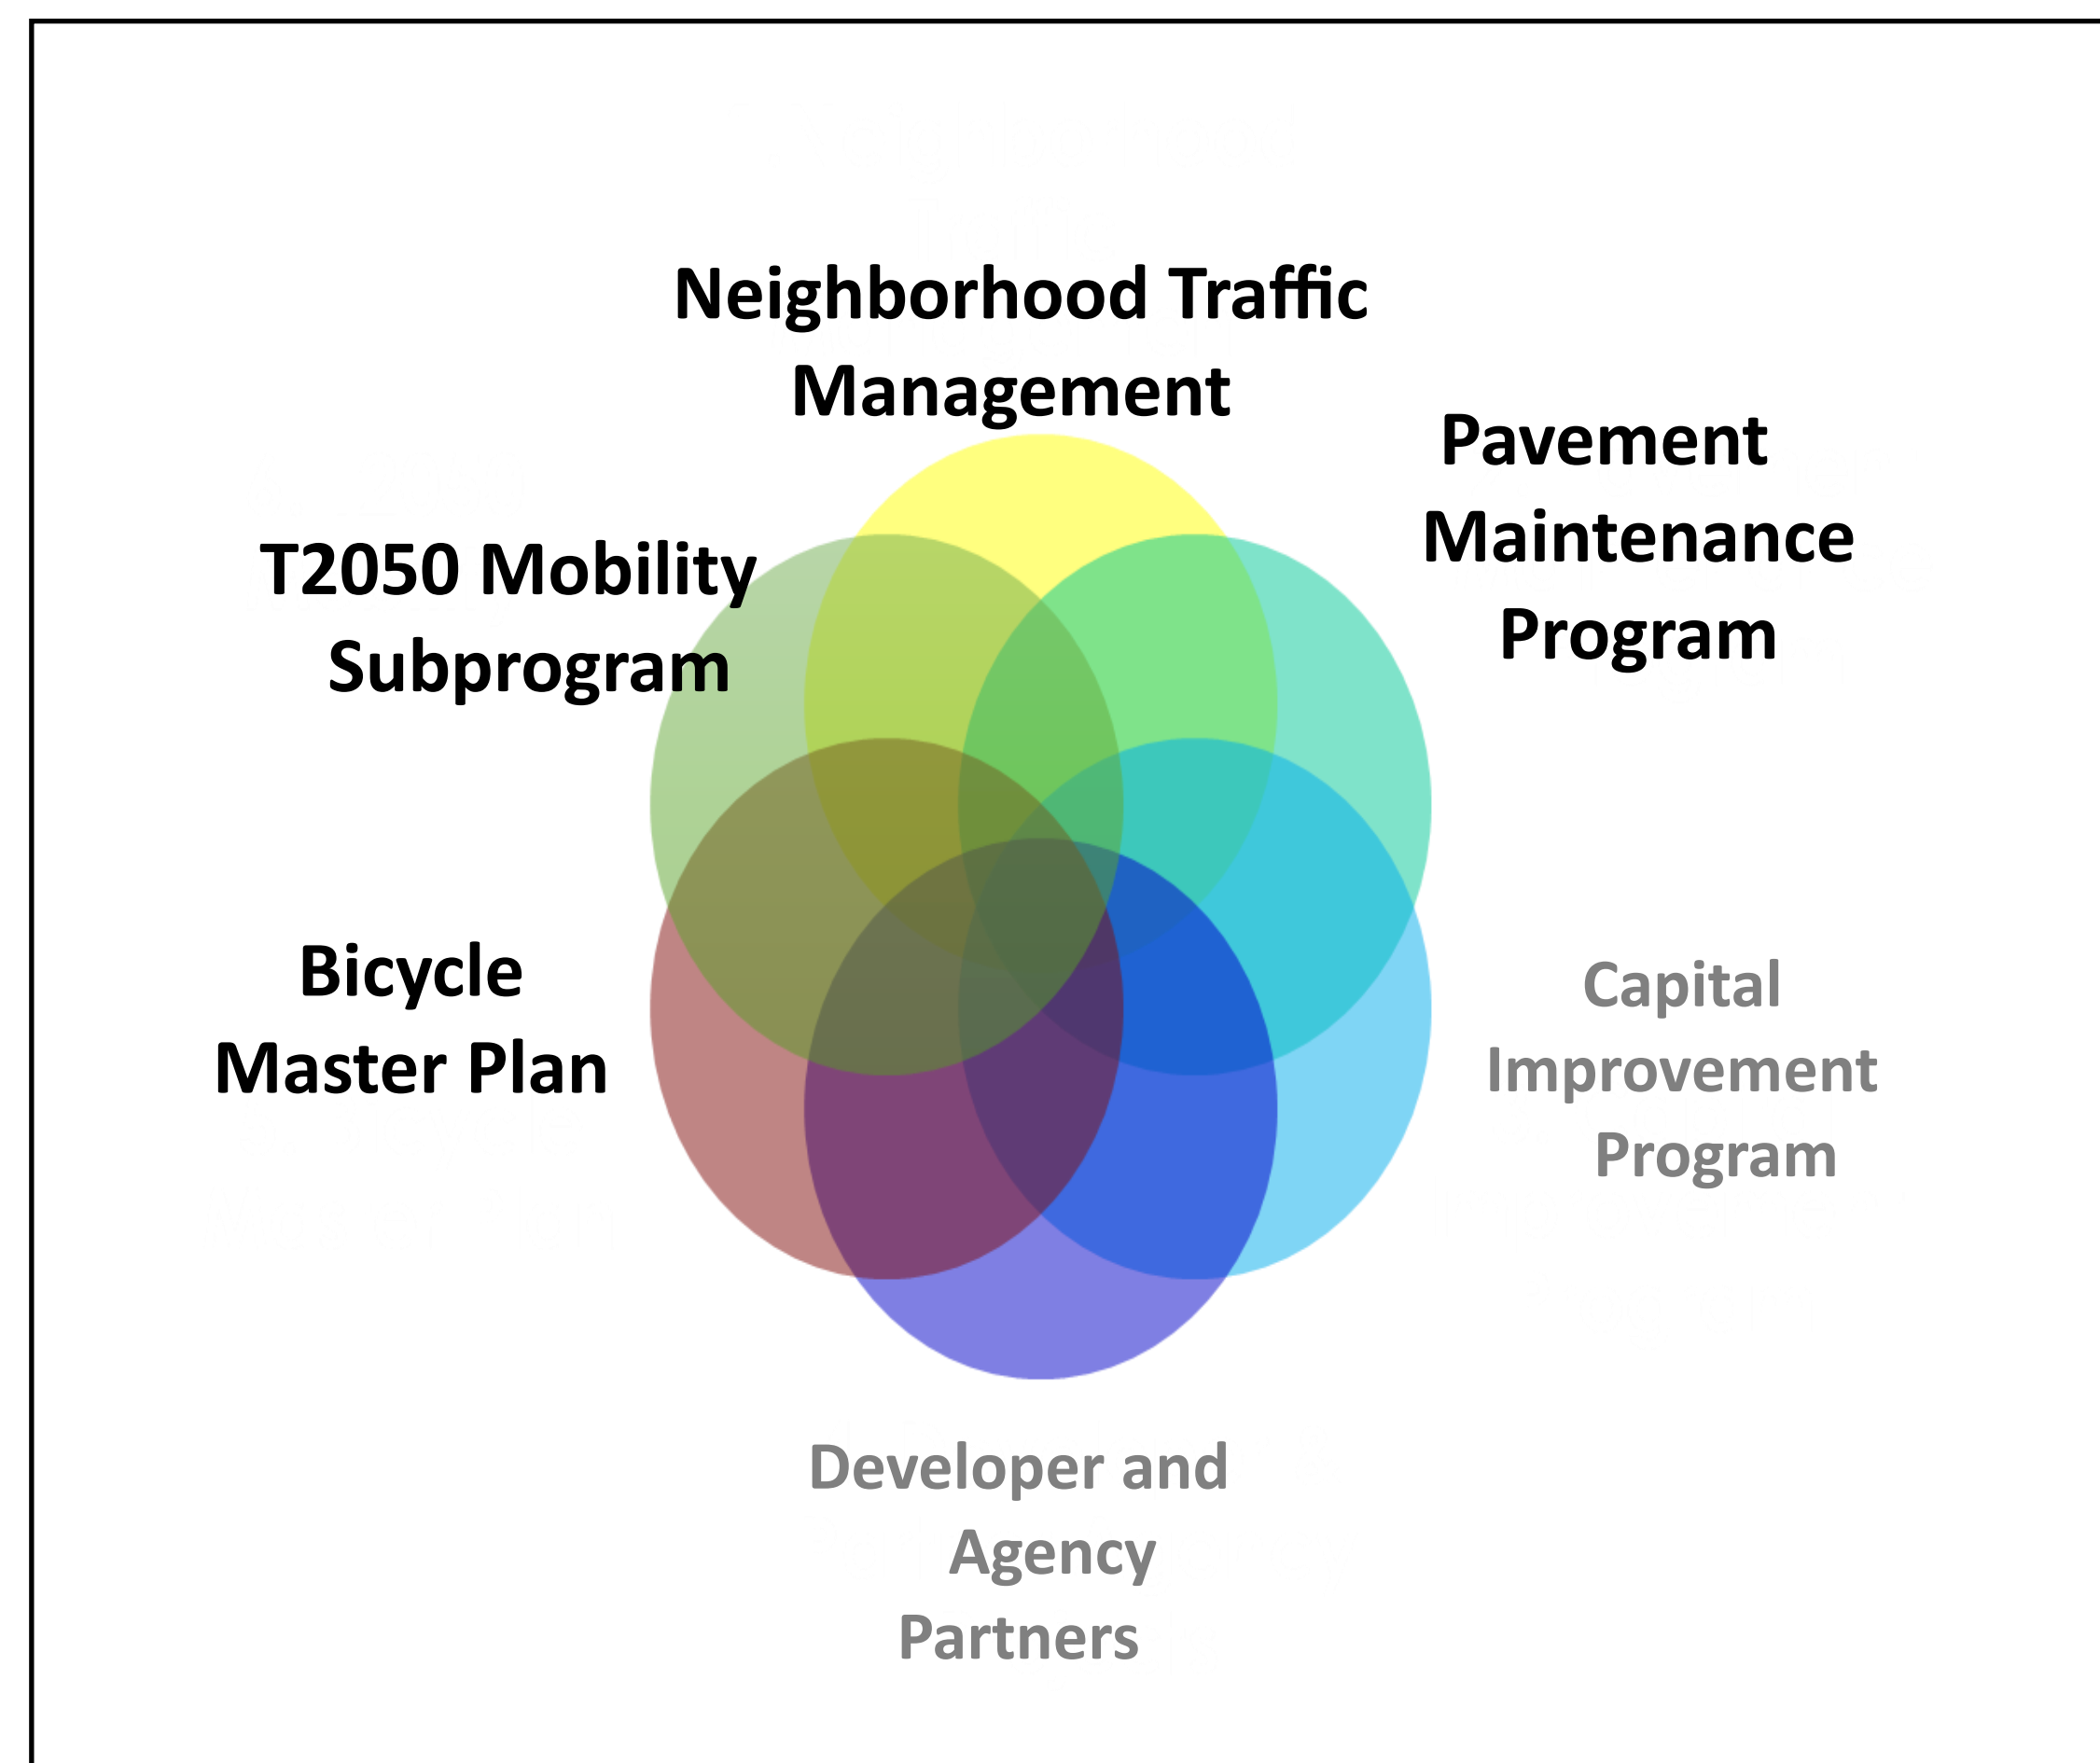 Neighborhood Traffic
Management
Pavement
Maintenance
Program
T2050 Mobility
Subprogram
Bicycle
Master Plan
Capital
Improvement
Program
Developer and
Agency
Partners